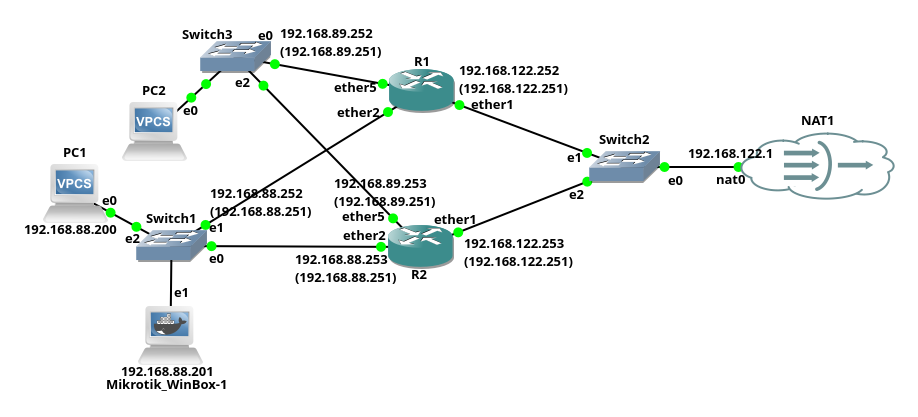 Switch3
e0
192.168.89.252
(192.168.89.251)
e2
PC2
VPCS
e0
R1
ether5
ether2
ether1
192.168.122.252
(192.168.122.251)
Switch2
e1
e2
e0
NAT1
192.168.122.1
nat0
PC1
VPCS
e0
192.168.88.200
Switch1
e2
e1
e0
192.168.88.252
(192.168.88.251)
192.168.89.253
(192.168.89.251)
ether5
ether1
ether2
192.168.88.253
(192.168.88.251)
R2
192.168.122.253
(192.168.122.251)
e1
192.168.88.201
Mikrotik_WinBox-1